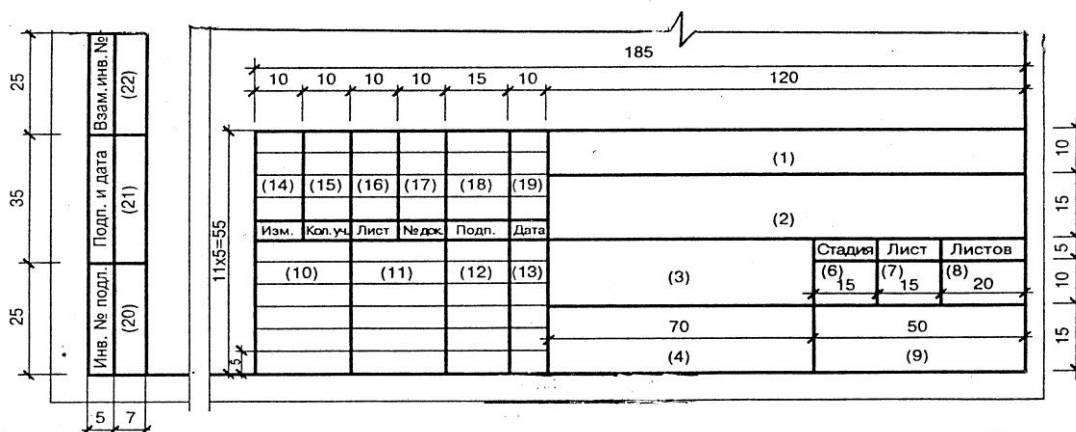 185
10 10 10 10 15 10 120
25 Взам. инв. № (22)
35 Подп. и дата (21)
25 Инв. № подл. (20)
5 7
11х5=55
5
(14) (15) (16) (17) (18) (19)
Изм. Кол.уч. Лист №док. Подп. Дата
(10) (11) (12) (13)
(1)
(2)
(3)
Стадия Лист Листов
(6) (7) (8)
15 15 20
70 50
(4) (9)
10
15
5
10
15